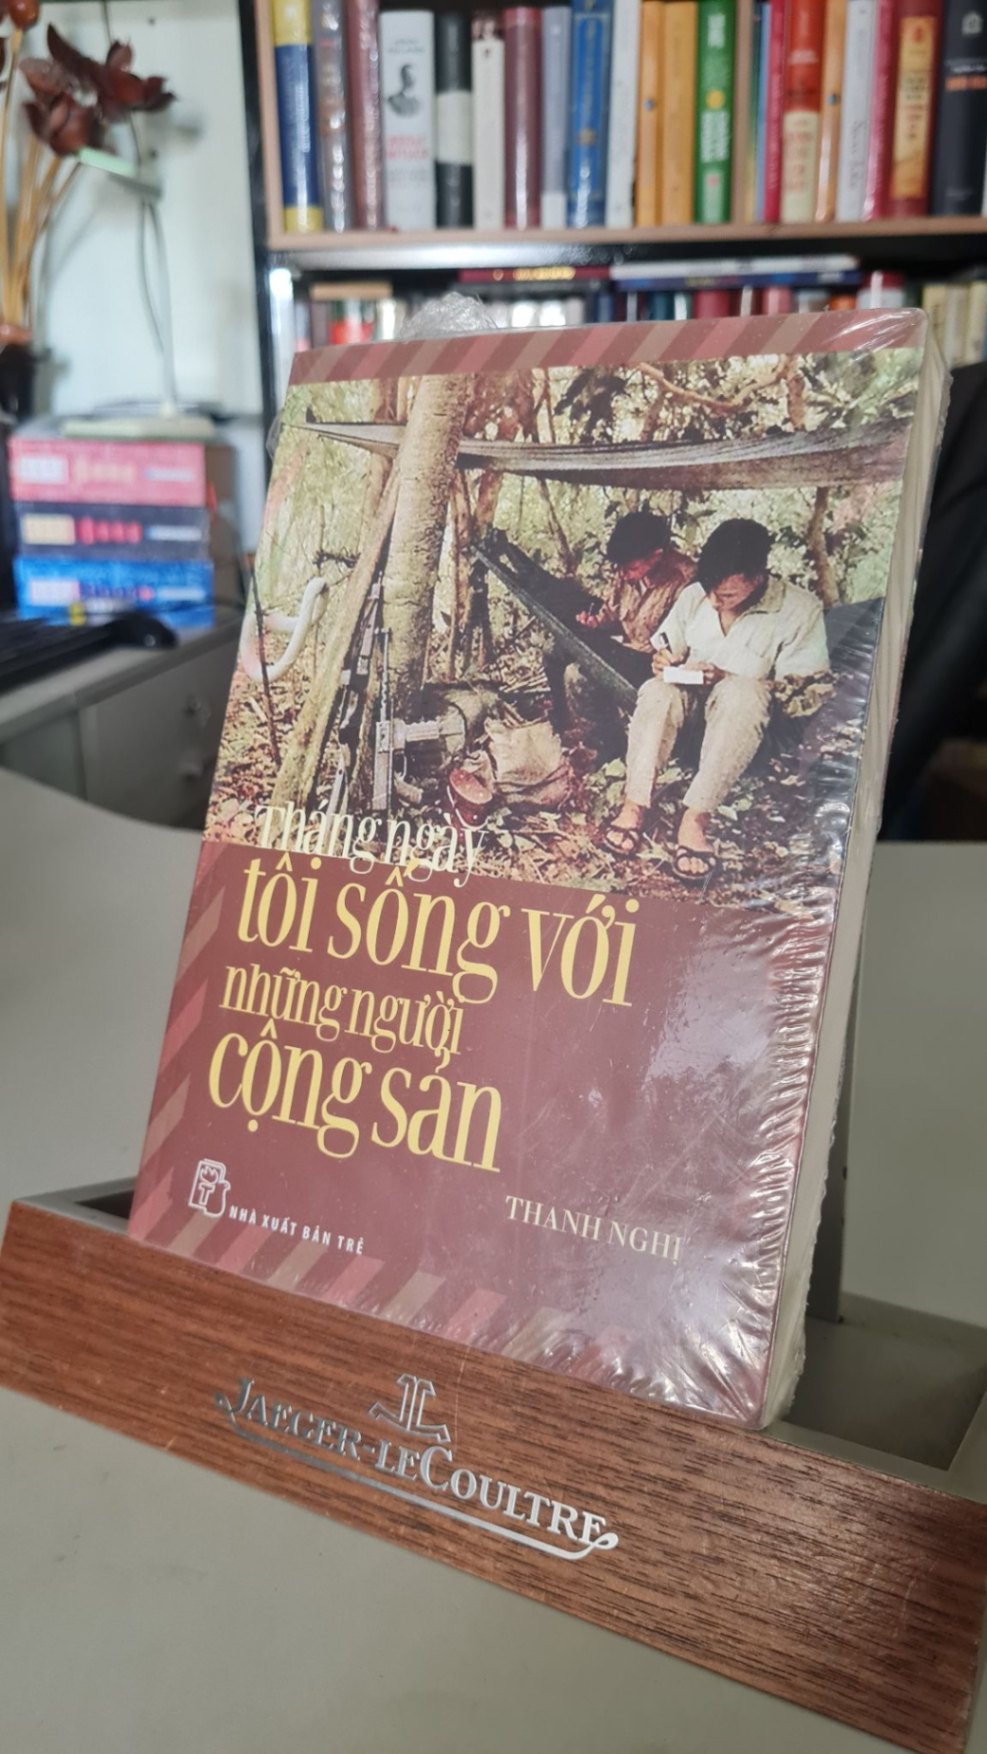 Tháng ngày
tôi sống với
những người
cộng sản
THANH NGHỊ
NHÀ XUẤT BẢN TRẺ
JAEGER-LECOULTRE